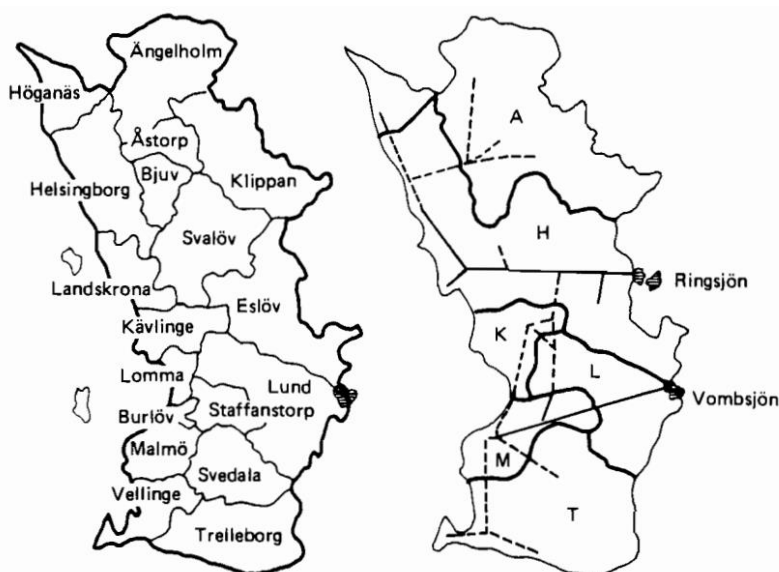 Ängelholm
Höganäs
Åstorp
Bjuv
Klippan
Helsingborg
Svalöv
Landskrona
Eslöv
Kävlinge
Lomma
Lund
Staffanstorp
Burlöv
Malmö
Svedala
Vellinge
Trelleborg
A
H
Ringsjön
K
L
Vombsjön
M
T